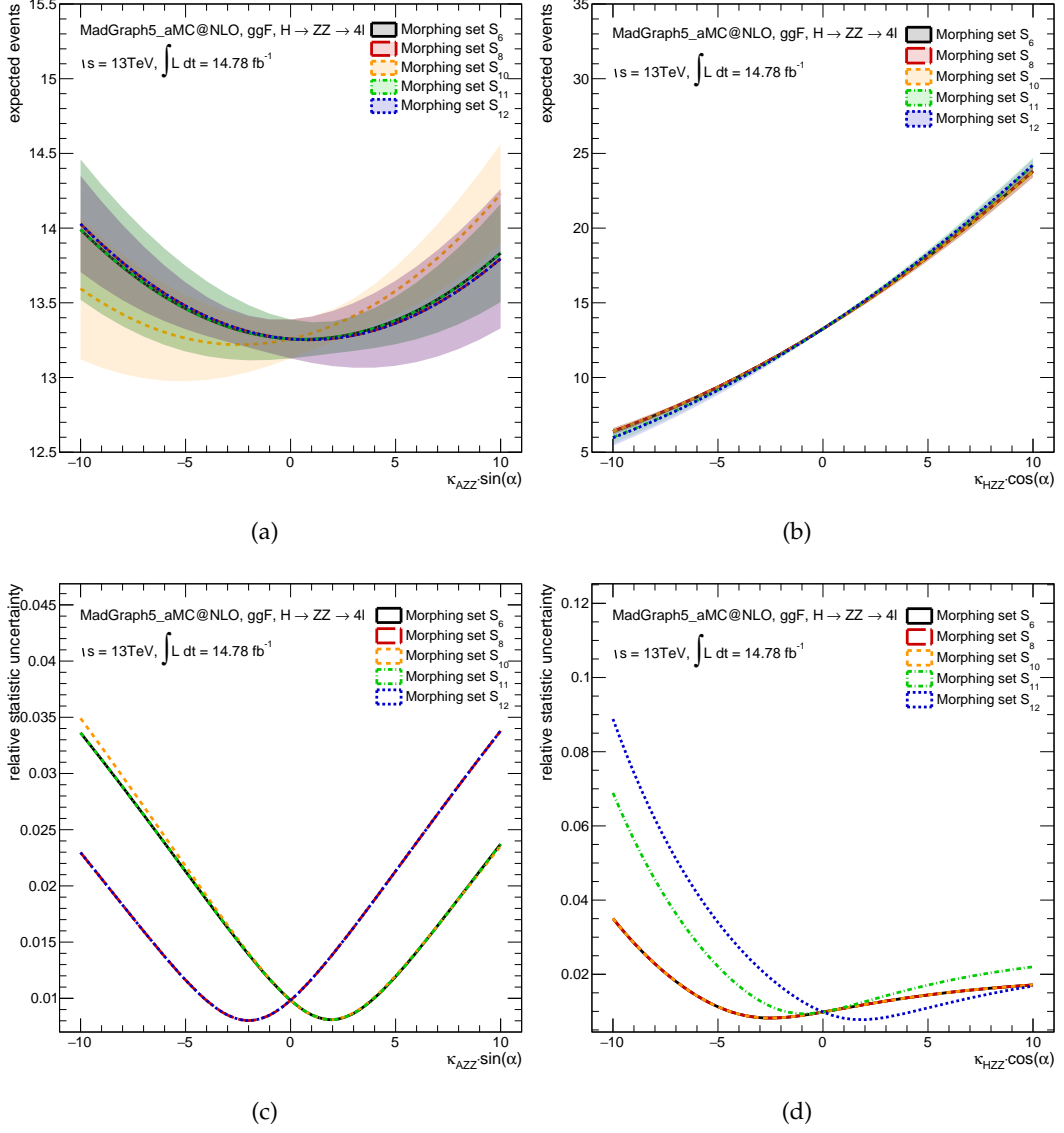 expected events
15.5
15
14.5
14
13.5
13
12.5
MadGraph5_aMC@NLO, ggF, H → ZZ → 4l
√s = 13TeV, ∫L dt = 14.78 fb⁻¹
Morphing set S₆
Morphing set S₈
Morphing set S₁₀
Morphing set S₁₁
Morphing set S₁₂
−10 −5 0 5 10
κ_AZZ·sin(α)
(a)
expected events
35
30
25
20
15
10
5
MadGraph5_aMC@NLO, ggF, H → ZZ → 4l
√s = 13TeV, ∫L dt = 14.78 fb⁻¹
Morphing set S₆
Morphing set S₈
Morphing set S₁₀
Morphing set S₁₁
Morphing set S₁₂
−10 −5 0 5 10
κ_HZZ·cos(α)
(b)
relative statistic uncertainty
0.045
0.04
0.035
0.03
0.025
0.02
0.015
0.01
MadGraph5_aMC@NLO, ggF, H → ZZ → 4l
√s = 13TeV, ∫L dt = 14.78 fb⁻¹
Morphing set S₆
Morphing set S₈
Morphing set S₁₀
Morphing set S₁₁
Morphing set S₁₂
−10 −5 0 5 10
κ_AZZ·sin(α)
(c)
relative statistic uncertainty
0.12
0.1
0.08
0.06
0.04
0.02
MadGraph5_aMC@NLO, ggF, H → ZZ → 4l
√s = 13TeV, ∫L dt = 14.78 fb⁻¹
Morphing set S₆
Morphing set S₈
Morphing set S₁₀
Morphing set S₁₁
Morphing set S₁₂
−10 −5 0 5 10
κ_HZZ·cos(α)
(d)